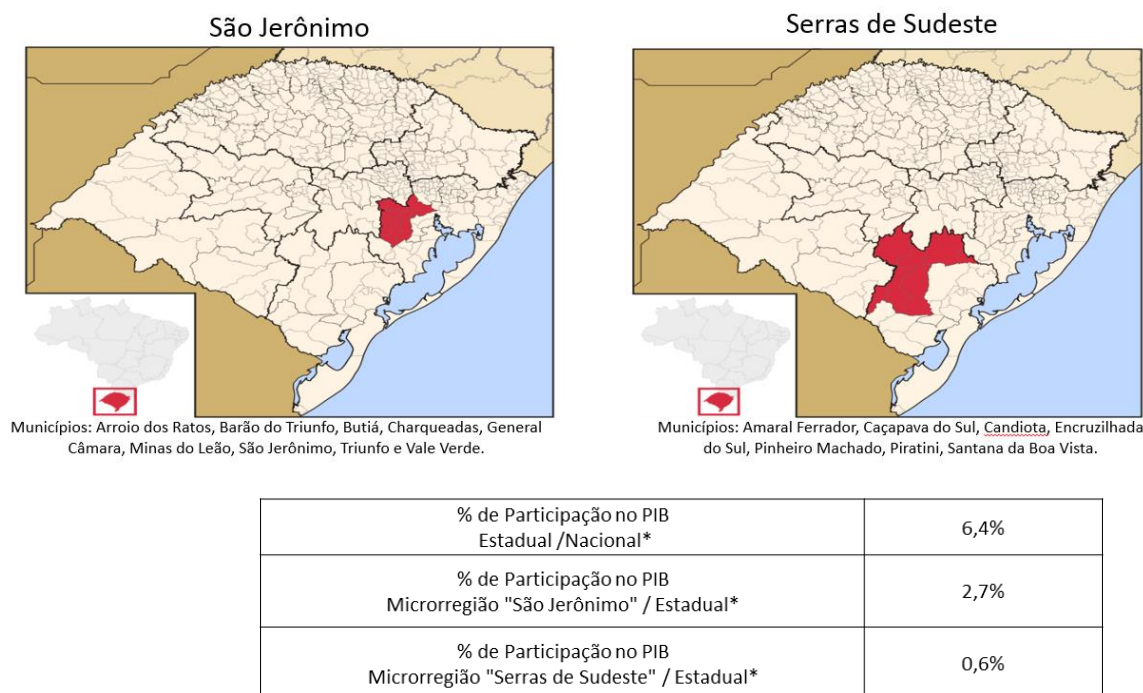 São Jerônimo
Serras de Sudeste
Municípios: Arroio dos Ratos, Barão do Triunfo, Butiá, Charqueadas, General
Câmara, Minas do Leão, São Jerônimo, Triunfo e Vale Verde.
Municípios: Amaral Ferrador, Caçapava do Sul, Candiota, Encruzilhada
do Sul, Pinheiro Machado, Piratini, Santana da Boa Vista.
% de Participação no PIB
Estadual /Nacional*
6,4%
% de Participação no PIB
Microrregião "São Jerônimo" / Estadual*
2,7%
% de Participação no PIB
Microrregião "Serras de Sudeste" / Estadual*
0,6%